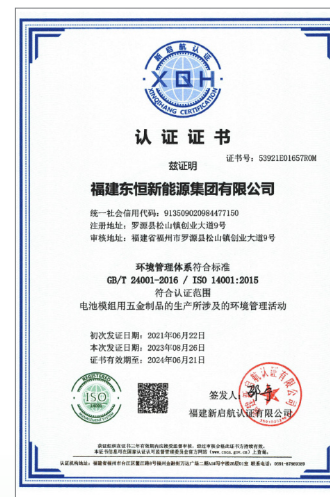 新启航认证
XQH
XINQIHANG CERTIFICATION
认证证书
证书号：53921E01657R0M
兹证明
福建东恒新能源集团有限公司
统一社会信用代码：913509020984477150
注册地址：罗源县松山镇创业大道9号
审核地址：福建省福州市罗源县松山镇创业大道9号
环境管理体系符合标准
GB/T 24001-2016 / ISO 14001:2015
符合认证范围
电池模组用五金制品的生产所涉及的环境管理活动
初次发证日期：2021年06月22日
本次发证日期：2023年08月26日
证书有效期至：2024年06月21日
ISO
签发人：
福建新启航认证有限公司